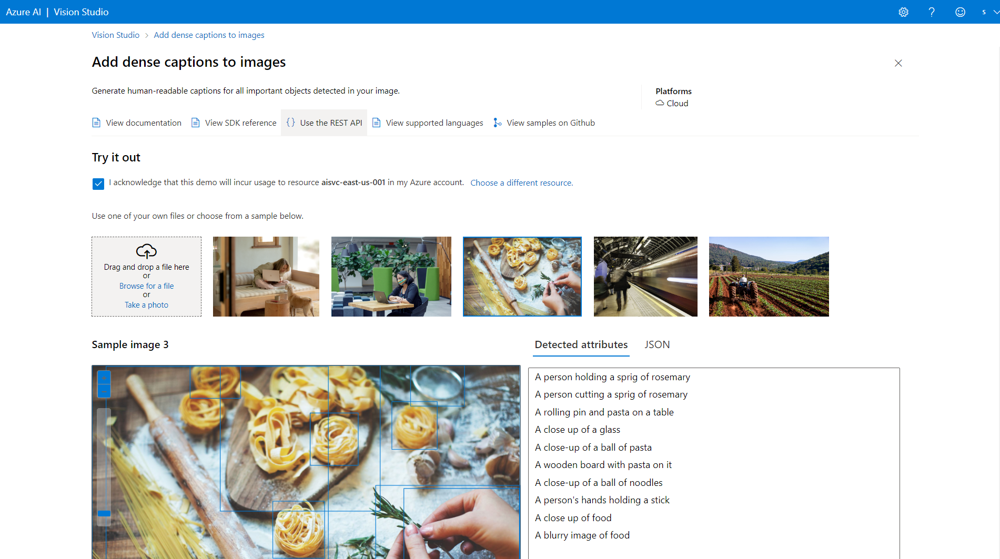 Azure AI | Vision Studio
s
Vision Studio > Add dense captions to images
Add dense captions to images
Generate human-readable captions for all important objects detected in your image.
Platforms
Cloud
View documentation
View SDK reference
{} Use the REST API
View supported languages
View samples on Github
Try it out
I acknowledge that this demo will incur usage to resource aisvc-east-us-001 in my Azure account. Choose a different resource.
Use one of your own files or choose from a sample below.
Drag and drop a file here
or
Browse for a file
or
Take a photo
Sample image 3
Detected attributes
JSON
A person holding a sprig of rosemary
A person cutting a sprig of rosemary
A rolling pin and pasta on a table
A close up of a glass
A close-up of a ball of pasta
A wooden board with pasta on it
A close-up of a ball of noodles
A person's hands holding a stick
A close up of food
A blurry image of food